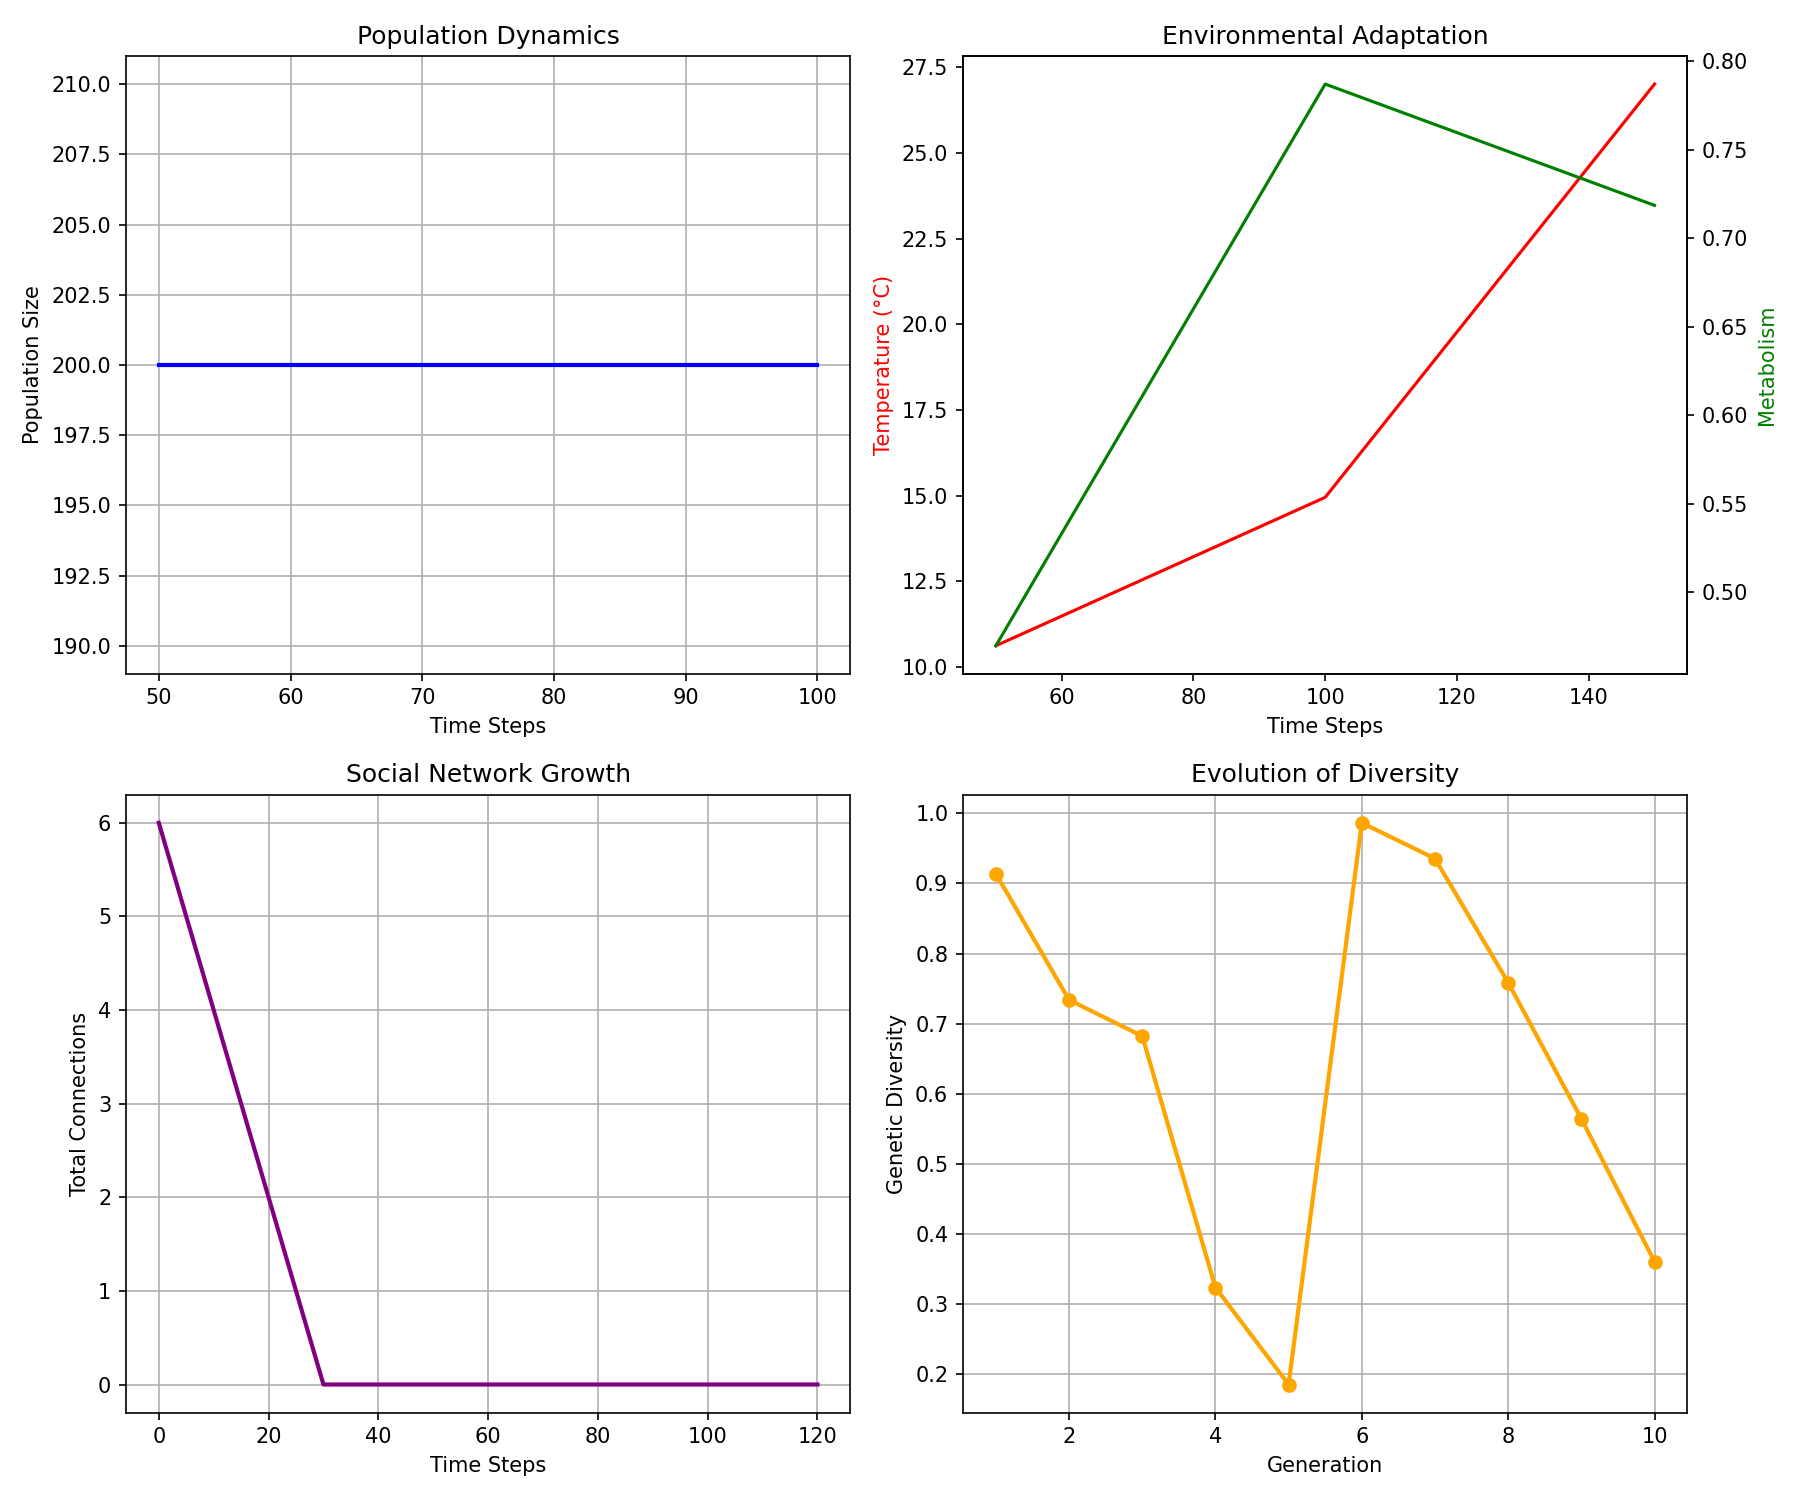 Population Dynamics
210.0
207.5
205.0
202.5
200.0
197.5
195.0
192.5
190.0
Population Size
50 60 70 80 90 100
Time Steps
Environmental Adaptation
27.5
25.0
22.5
20.0
17.5
15.0
12.5
10.0
Temperature (°C)
0.80
0.75
0.70
0.65
0.60
0.55
0.50
Metabolism
60 80 100 120 140
Time Steps
Social Network Growth
6
5
4
3
2
1
0
Total Connections
0 20 40 60 80 100 120
Time Steps
Evolution of Diversity
1.0
0.9
0.8
0.7
0.6
0.5
0.4
0.3
0.2
Genetic Diversity
2 4 6 8 10
Generation